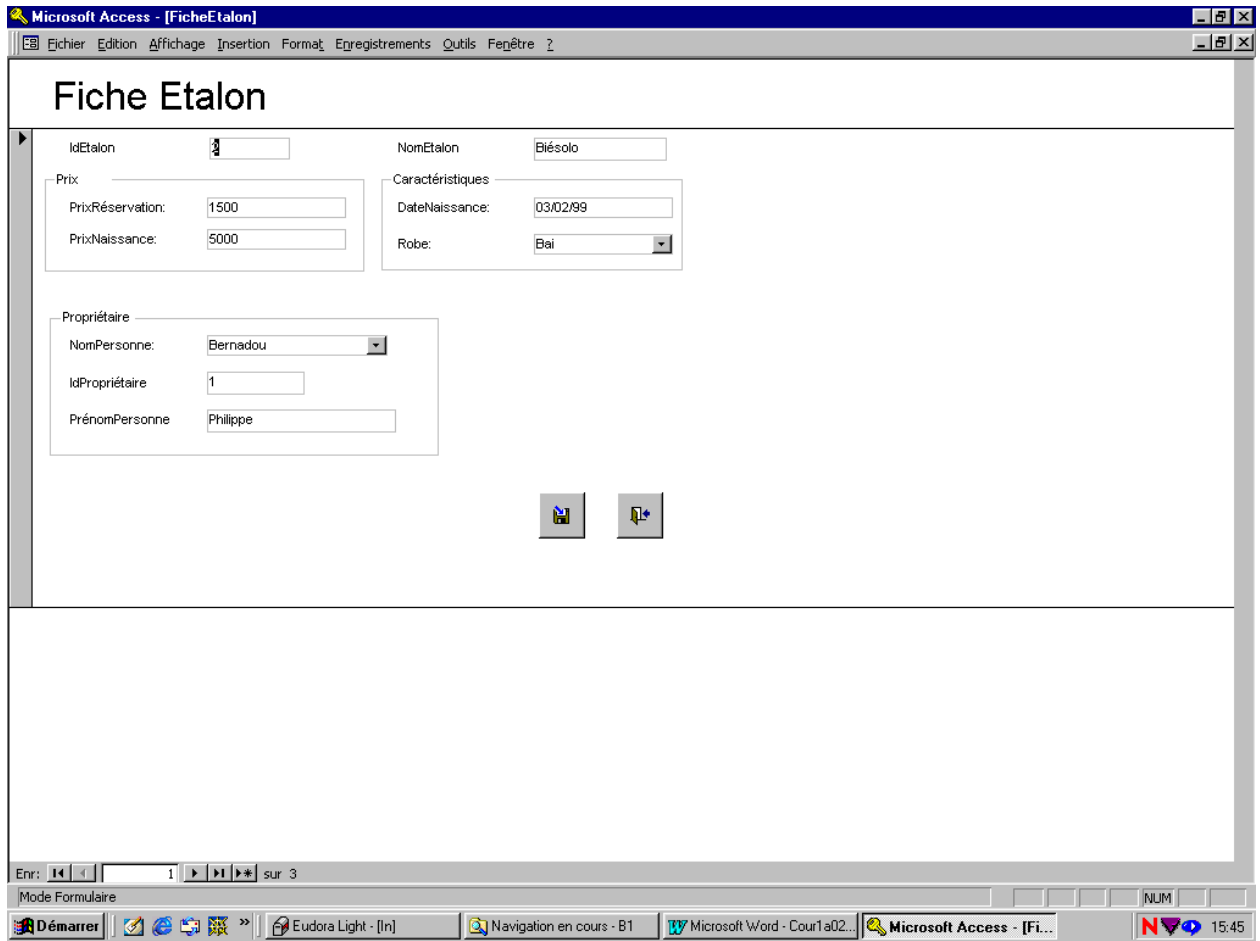 Microsoft Access - [FicheEtalon]
Fichier Edition Affichage Insertion Format Enregistrements Outils Fenêtre ?
Fiche Etalon
IdEtalon 2 NomEtalon Biésolo
Prix Caractéristiques
PrixRéservation: 1500 DateNaissance: 03/02/99
PrixNaissance: 5000 Robe: Bai
Propriétaire
NomPersonne: Bernadou
IdPropriétaire 1
PrénomPersonne Philippe
Enr: 1 sur 3
Mode Formulaire NUM
Démarrer » Eudora Light - [In] Navigation en cours - B1 Microsoft Word - Cour1a02... Microsoft Access - [Fi... N 15:45